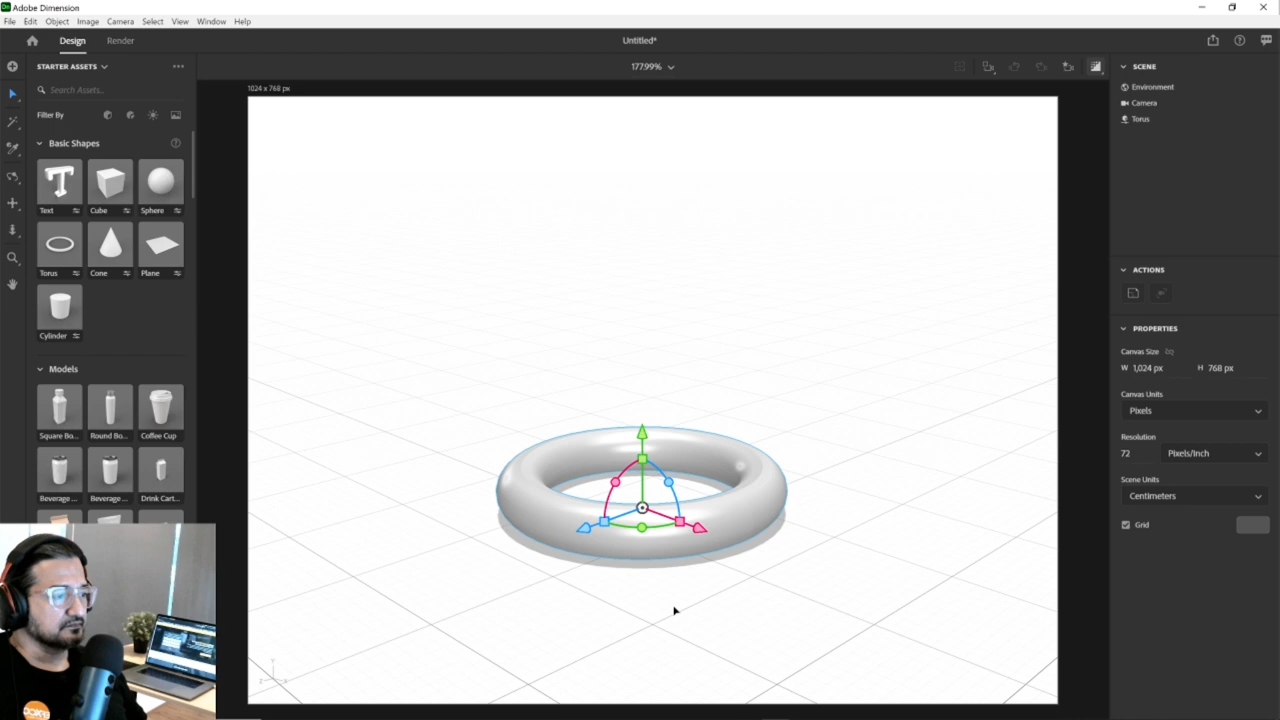 Dn Adobe Dimension
File Edit Object Image Camera Select View Window Help
Design Render Untitled*
STARTER ASSETS
Search Assets...
Filter By
Basic Shapes
Text Cube Sphere
Torus Cone Plane
Cylinder
Models
Square Bo... Round Bo... Coffee Cup
Beverage ... Beverage ... Drink Cart...
177.99%
1024 x 768 px
SCENE
Environment
Camera
Torus
ACTIONS
PROPERTIES
Canvas Size
W 1,024 px H 768 px
Canvas Units
Pixels
Resolution
72 Pixels/Inch
Scene Units
Centimeters
Grid
Y
Z X